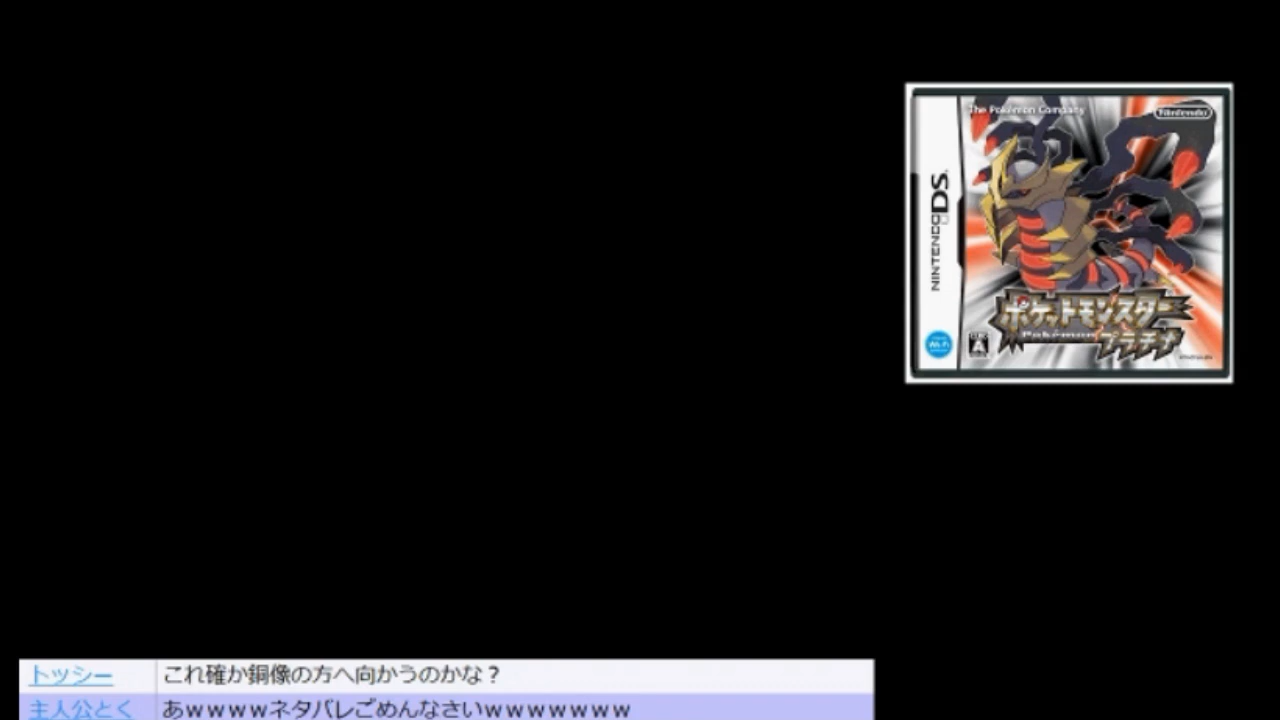 The Pokémon Company
Nintendo
NINTENDO DS
ポケットモンスター
Pokémon プラチナ
Wi-Fi
A
トッシー これ確か銅像の方へ向かうのかな？
主人公とく あｗｗｗｗネタバレごめんなさいｗｗｗｗｗｗｗ